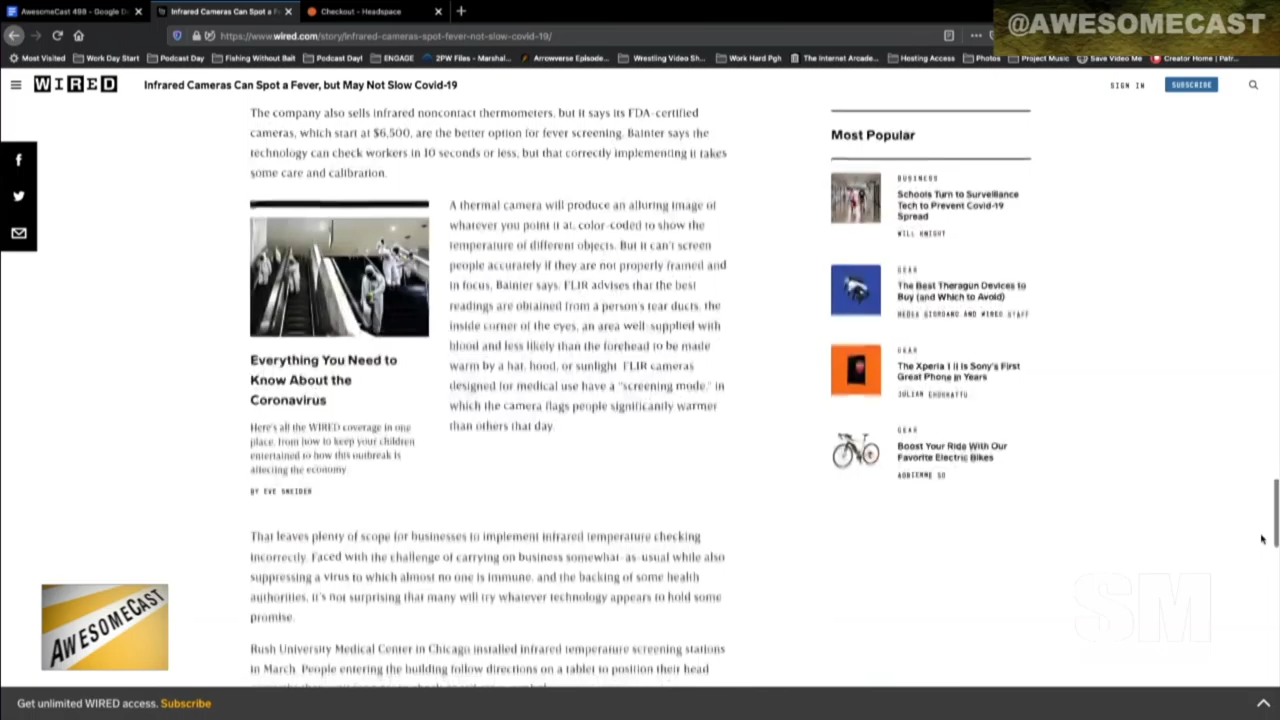 AwesomeCast 498 - Google D
Infrared Cameras Can Spot a F
Checkout - Headspace
@AWESOMECAST
https://www.wired.com/story/infrared-cameras-spot-fever-not-slow-covid-19/
Most Visited
Work Day Start
Podcast Day
Fishing Without Bait
Podcast Day!
ENGAGE
2PW Files - Marshal...
Arrowverse Episode...
Wrestling Video Sh...
Work Hard Pgh
The Internet Arcade...
Hosting Access
Photos
Project Music
Save Video Me
Creator Home | Patr...
WIRED
Infrared Cameras Can Spot a Fever, but May Not Slow Covid-19
SIGN IN
SUBSCRIBE
The company also sells infrared noncontact thermometers, but it says its FDA-certified
cameras, which start at $6,500, are the better option for fever screening. Bainter says the
technology can check workers in 10 seconds or less, but that correctly implementing it takes
some care and calibration.
A thermal camera will produce an alluring image of
whatever you point it at, color-coded to show the
temperature of different objects. But it can't screen
people accurately if they are not properly framed and
in focus, Bainter says. FLIR advises that the best
readings are obtained from a person's tear ducts, the
inside corner of the eyes, an area well-supplied with
blood and less likely than the forehead to be made
warm by a hat, hood, or sunlight. FLIR cameras
designed for medical use have a "screening mode," in
which the camera flags people significantly warmer
than others that day.
Everything You Need to
Know About the
Coronavirus
Here's all the WIRED coverage in one
place, from how to keep your children
entertained to how this outbreak is
affecting the economy.
BY EVE SNEIDER
That leaves plenty of scope for businesses to implement infrared temperature checking
incorrectly. Faced with the challenge of carrying on business somewhat-as-usual while also
suppressing a virus to which almost no one is immune, and the backing of some health
authorities, it's not surprising that many will try whatever technology appears to hold some
promise.
Rush University Medical Center in Chicago installed infrared temperature screening stations
in March. People entering the building follow directions on a tablet to position their head
Most Popular
BUSINESS
Schools Turn to Surveillance
Tech to Prevent Covid-19
Spread
WILL KNIGHT
GEAR
The Best Theragun Devices to
Buy (and Which to Avoid)
MEDEA GIORDANO AND WIRED STAFF
GEAR
The Xperia 1 II Is Sony's First
Great Phone in Years
JULIAN CHOKKATTU
GEAR
Boost Your Ride With Our
Favorite Electric Bikes
ADRIENNE SO
AWESOMECAST
SM
Get unlimited WIRED access. Subscribe